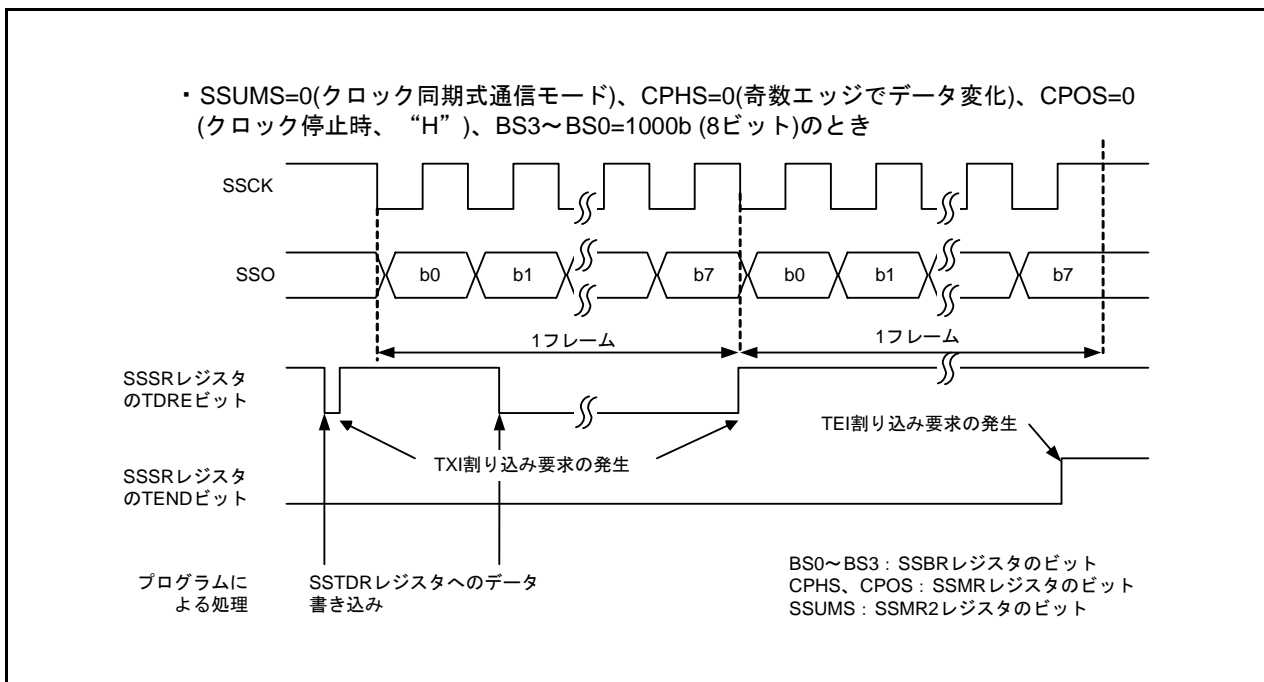 ・SSUMS=0(クロック同期式通信モード)、CPHS=0(奇数エッジでデータ変化)、CPOS=0
(クロック停止時、“H”)、BS3～BS0=1000b (8ビット)のとき
SSCK
SSO
b0
b1
b7
b0
b1
b7
1フレーム
1フレーム
SSSRレジスタ
のTDREビット
TXI割り込み要求の発生
TEI割り込み要求の発生
SSSRレジスタ
のTENDビット
プログラムに
よる処理
SSTDRレジスタへのデータ
書き込み
BS0～BS3：SSBRレジスタのビット
CPHS、CPOS：SSMRレジスタのビット
SSUMS：SSMR2レジスタのビット